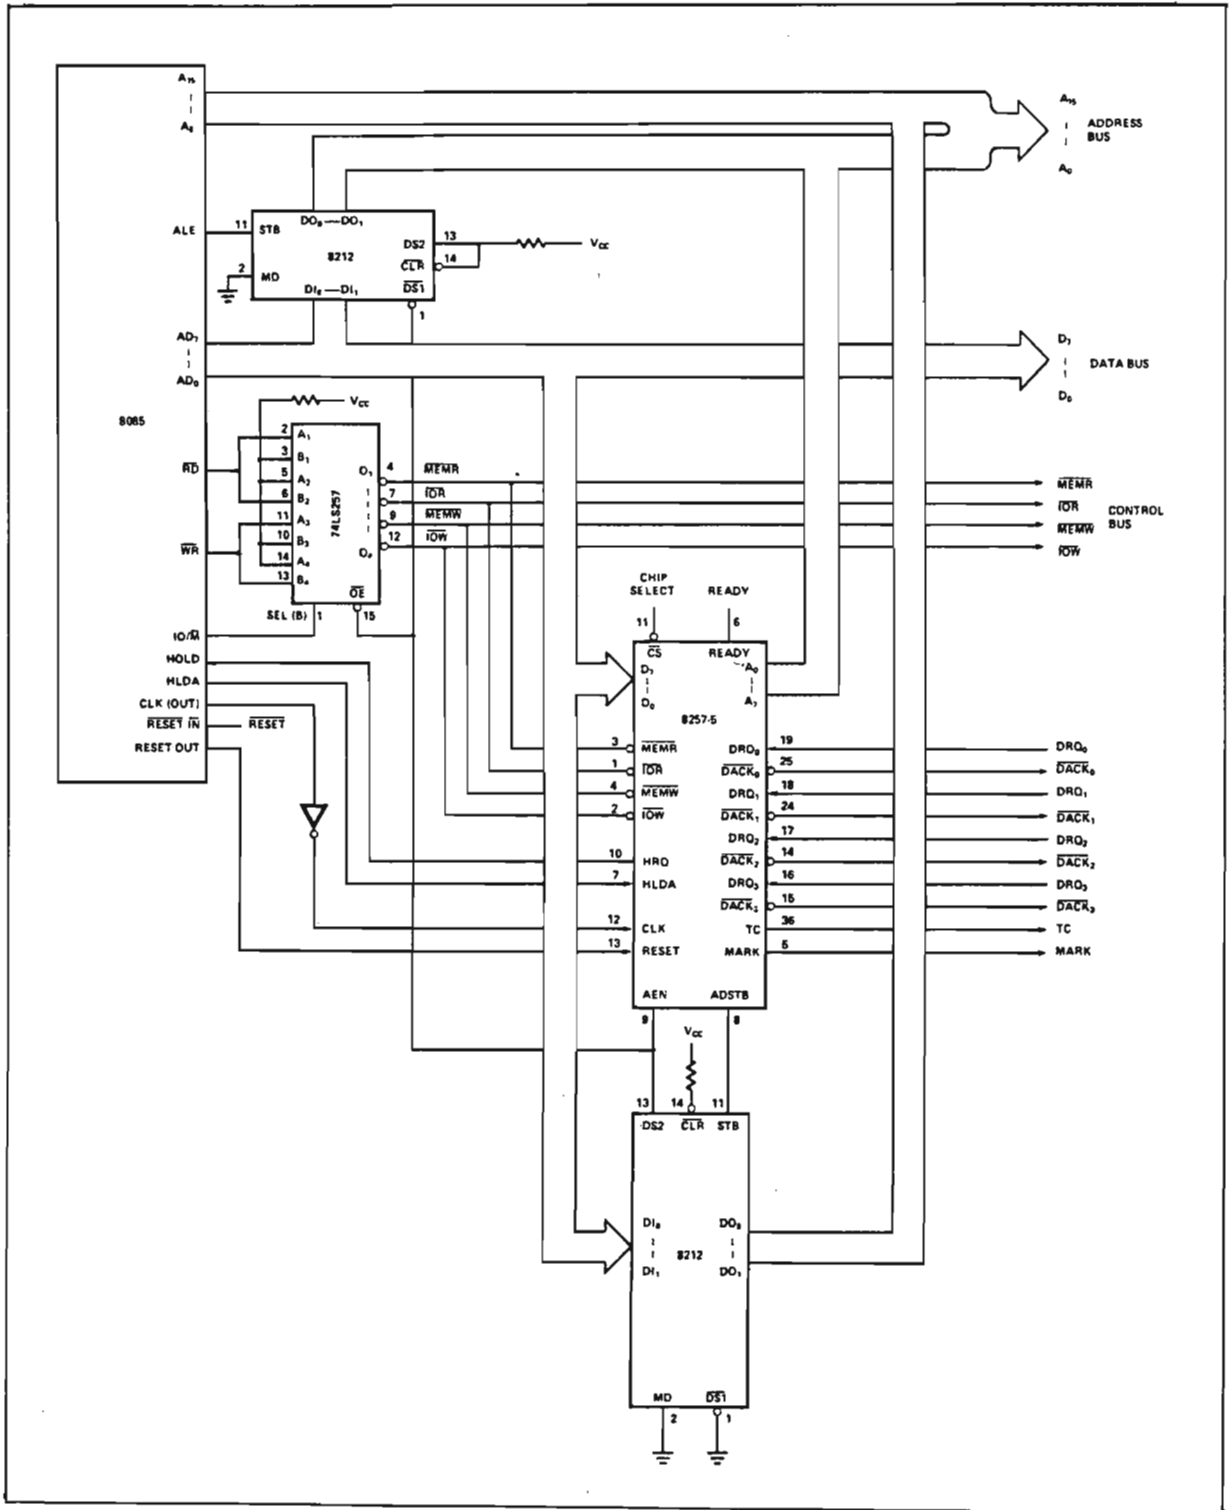 A15
A8
A15
ADDRESS
BUS
A0
ALE
11 STB
DO8 — DO1
8212
DS2 13
CLR 14
VCC
2 MD
DI8 — DI1
DS1
1
AD7
AD0
D7
DATA BUS
D0
8085
VCC
2 A1
3 B1
5 A2
6 B2
11 A3
10 B3
14 A4
13 B4
74LS257
O1 4 MEMR
7 IOR
9 MEMW
O4 12 IOW
OE
15
SEL (B) 1
RD
WR
MEMR
IOR
MEMW
IOW
CONTROL
BUS
IO/M
HOLD
HLDA
CLK (OUT)
RESET IN
RESET
RESET OUT
CHIP
SELECT
READY
11
6
CS
READY
D7
D0
A0
A7
8257-5
3 MEMR
1 IOR
4 MEMW
2 IOW
10 HRQ
7 HLDA
12 CLK
13 RESET
DRQ0 19 DRQ0
DACK0 25 DACK0
DRQ1 18 DRQ1
DACK1 24 DACK1
DRQ2 17 DRQ2
DACK2 14 DACK2
DRQ3 16 DRQ3
DACK3 15 DACK3
TC 36 TC
MARK 5 MARK
AEN
ADSTB
9
8
VCC
13
14
11
DS2
CLR
STB
DI8
DI1
8212
DO8
DO1
MD
DS1
2
1